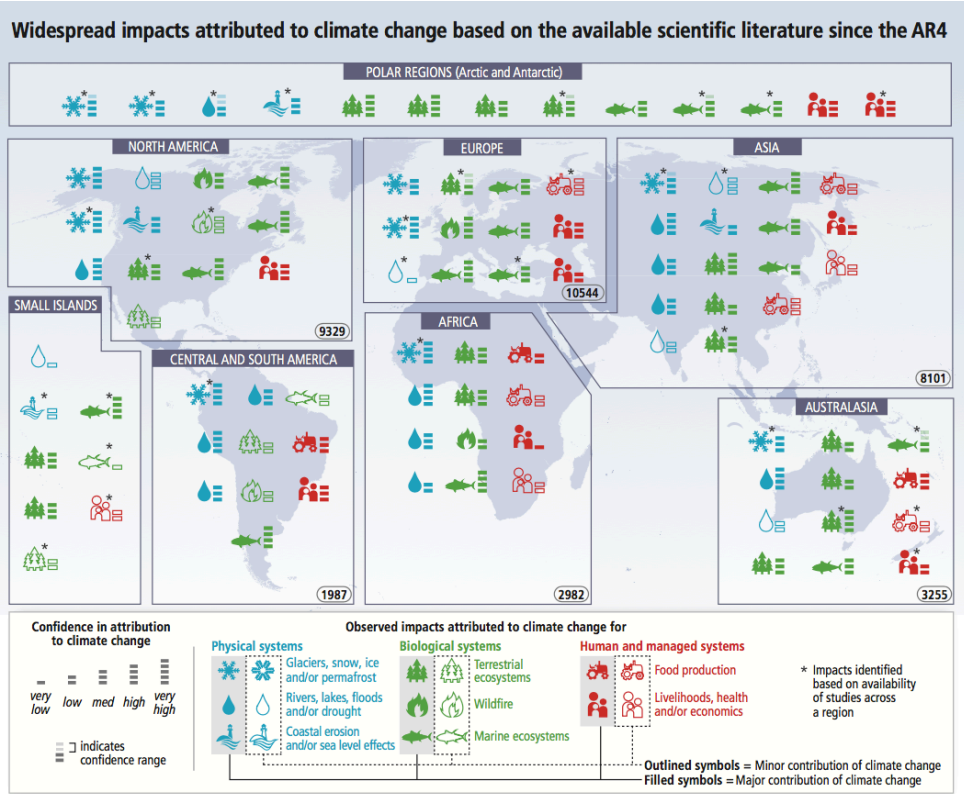 Widespread impacts attributed to climate change based on the available scientific literature since the AR4
POLAR REGIONS (Arctic and Antarctic)
NORTH AMERICA
EUROPE
ASIA
SMALL ISLANDS
10544
9329
AFRICA
CENTRAL AND SOUTH AMERICA
8101
AUSTRALASIA
1987
2982
3255
Confidence in attribution
to climate change
very
low
low
med
high
very
high
indicates
confidence range
Observed impacts attributed to climate change for
Physical systems
Glaciers, snow, ice
and/or permafrost
Rivers, lakes, floods
and/or drought
Coastal erosion
and/or sea level effects
Biological systems
Terrestrial
ecosystems
Wildfire
Marine ecosystems
Human and managed systems
Food production
Livelihoods, health
and/or economics
* Impacts identified
based on availability
of studies across
a region
Outlined symbols = Minor contribution of climate change
Filled symbols = Major contribution of climate change